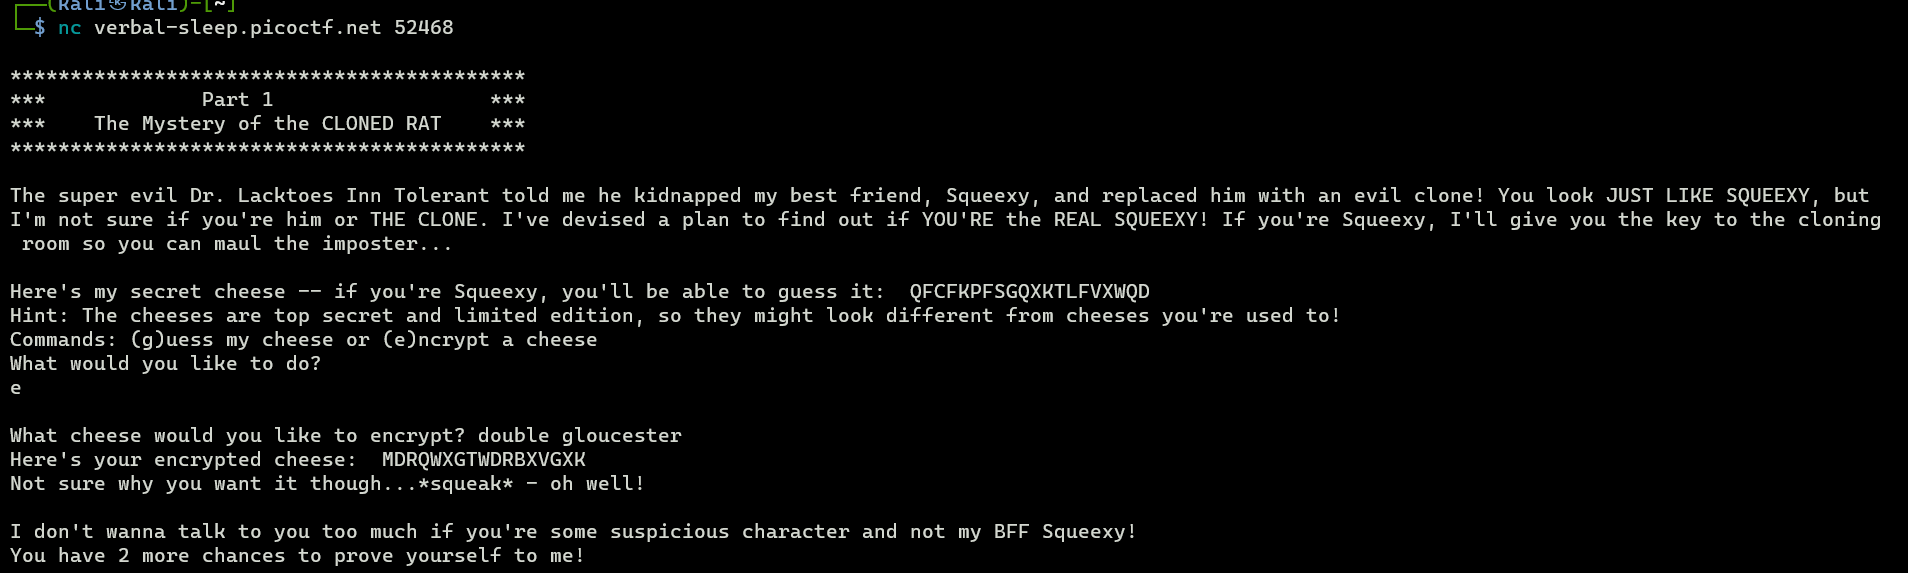 ┌──(kali㉿kali)-[~]
└─$ nc verbal-sleep.picoctf.net 52468
*******************************************
***             Part 1                  ***
***    The Mystery of the CLONED RAT    ***
*******************************************
The super evil Dr. Lacktoes Inn Tolerant told me he kidnapped my best friend, Squeexy, and replaced him with an evil clone! You look JUST LIKE SQUEEXY, but
I'm not sure if you're him or THE CLONE. I've devised a plan to find out if YOU'RE the REAL SQUEEXY! If you're Squeexy, I'll give you the key to the cloning
room so you can maul the imposter...
Here's my secret cheese -- if you're Squeexy, you'll be able to guess it:  QFCFKPFSGQXKTLFVXWQD
Hint: The cheeses are top secret and limited edition, so they might look different from cheeses you're used to!
Commands: (g)uess my cheese or (e)ncrypt a cheese
What would you like to do?
e
What cheese would you like to encrypt? double gloucester
Here's your encrypted cheese:  MDRQWXGTWDRBXVGXK
Not sure why you want it though...*squeak* - oh well!
I don't wanna talk to you too much if you're some suspicious character and not my BFF Squeexy!
You have 2 more chances to prove yourself to me!